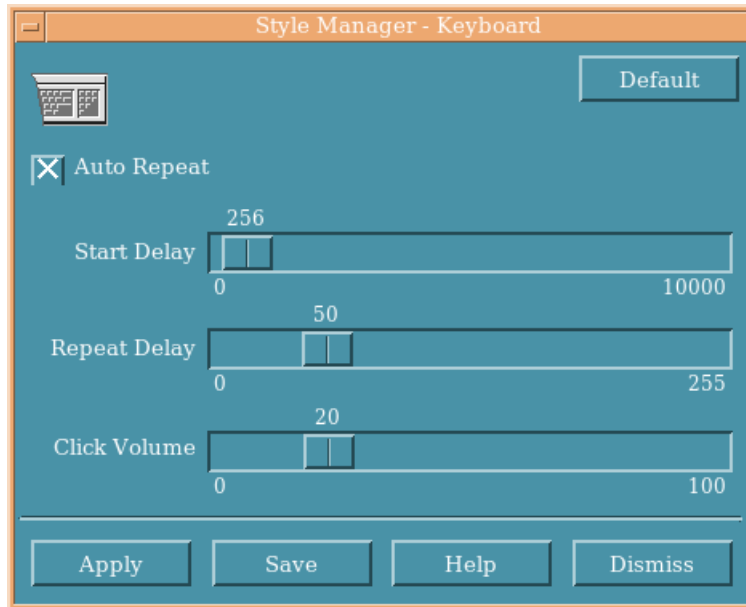 Style Manager - Keyboard
Default
Auto Repeat
256
Start Delay
0 10000
50
Repeat Delay
0 255
20
Click Volume
0 100
Apply Save Help Dismiss